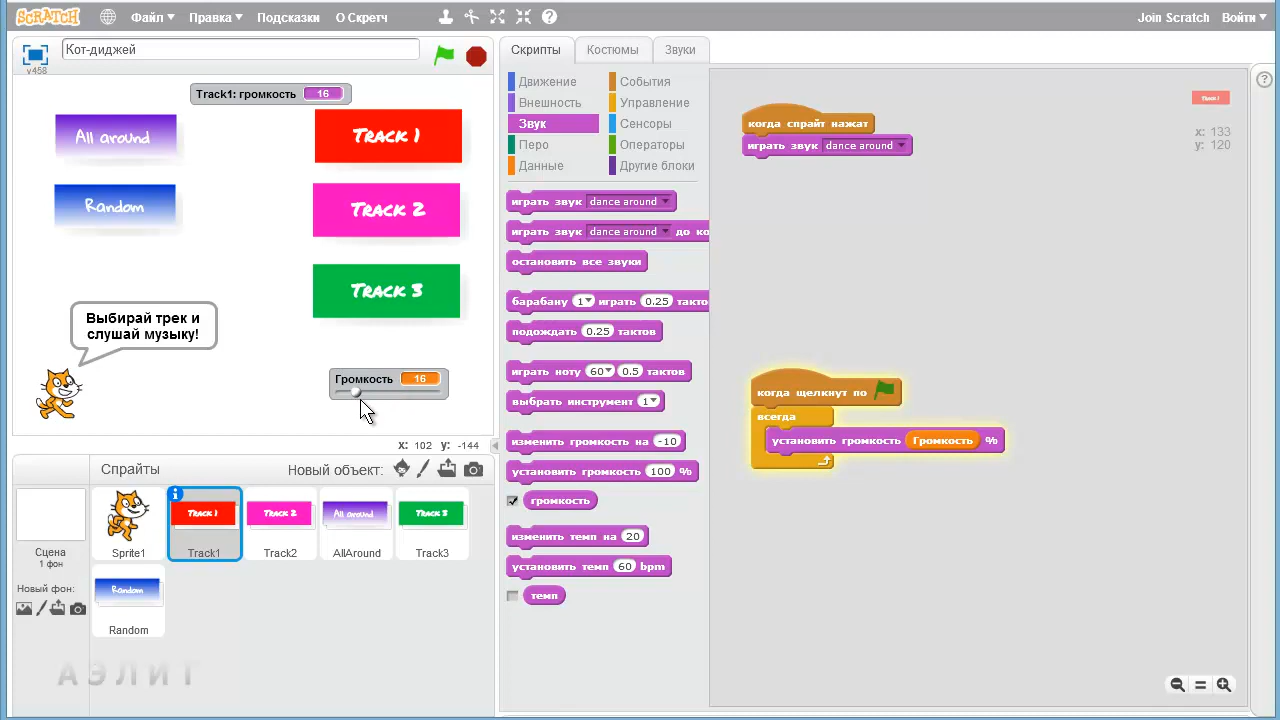 SCRATCH Файл Правка Подсказки О Скретч Join Scratch Войти
v458
Кот-диджей
Track1: громкость 16
All around
Random
TRACK 1
TRACK 2
TRACK 3
Выбирай трек и
слушай музыку!
Громкость 16
x: 102 y: -144
Спрайты Новый объект:
Сцена
1 фон
Новый фон:
Sprite1
TRACK 1
Track1
TRACK 2
Track2
All around
AllAround
TRACK 3
Track3
Random
Random
АЭЛИТ
Скрипты Костюмы Звуки
Движение События
Внешность Управление
Звук Сенсоры
Перо Операторы
Данные Другие блоки
играть звук dance around
играть звук dance around до ко
остановить все звуки
барабану 1 играть 0.25 такто
подождать 0.25 тактов
играть ноту 60 0.5 тактов
выбрать инструмент 1
изменить громкость на -10
установить громкость 100 %
громкость
изменить темп на 20
установить темп 60 bpm
темп
когда спрайт нажат
играть звук dance around
TRACK 1
x: 133
y: 120
когда щелкнут по
всегда
установить громкость Громкость %